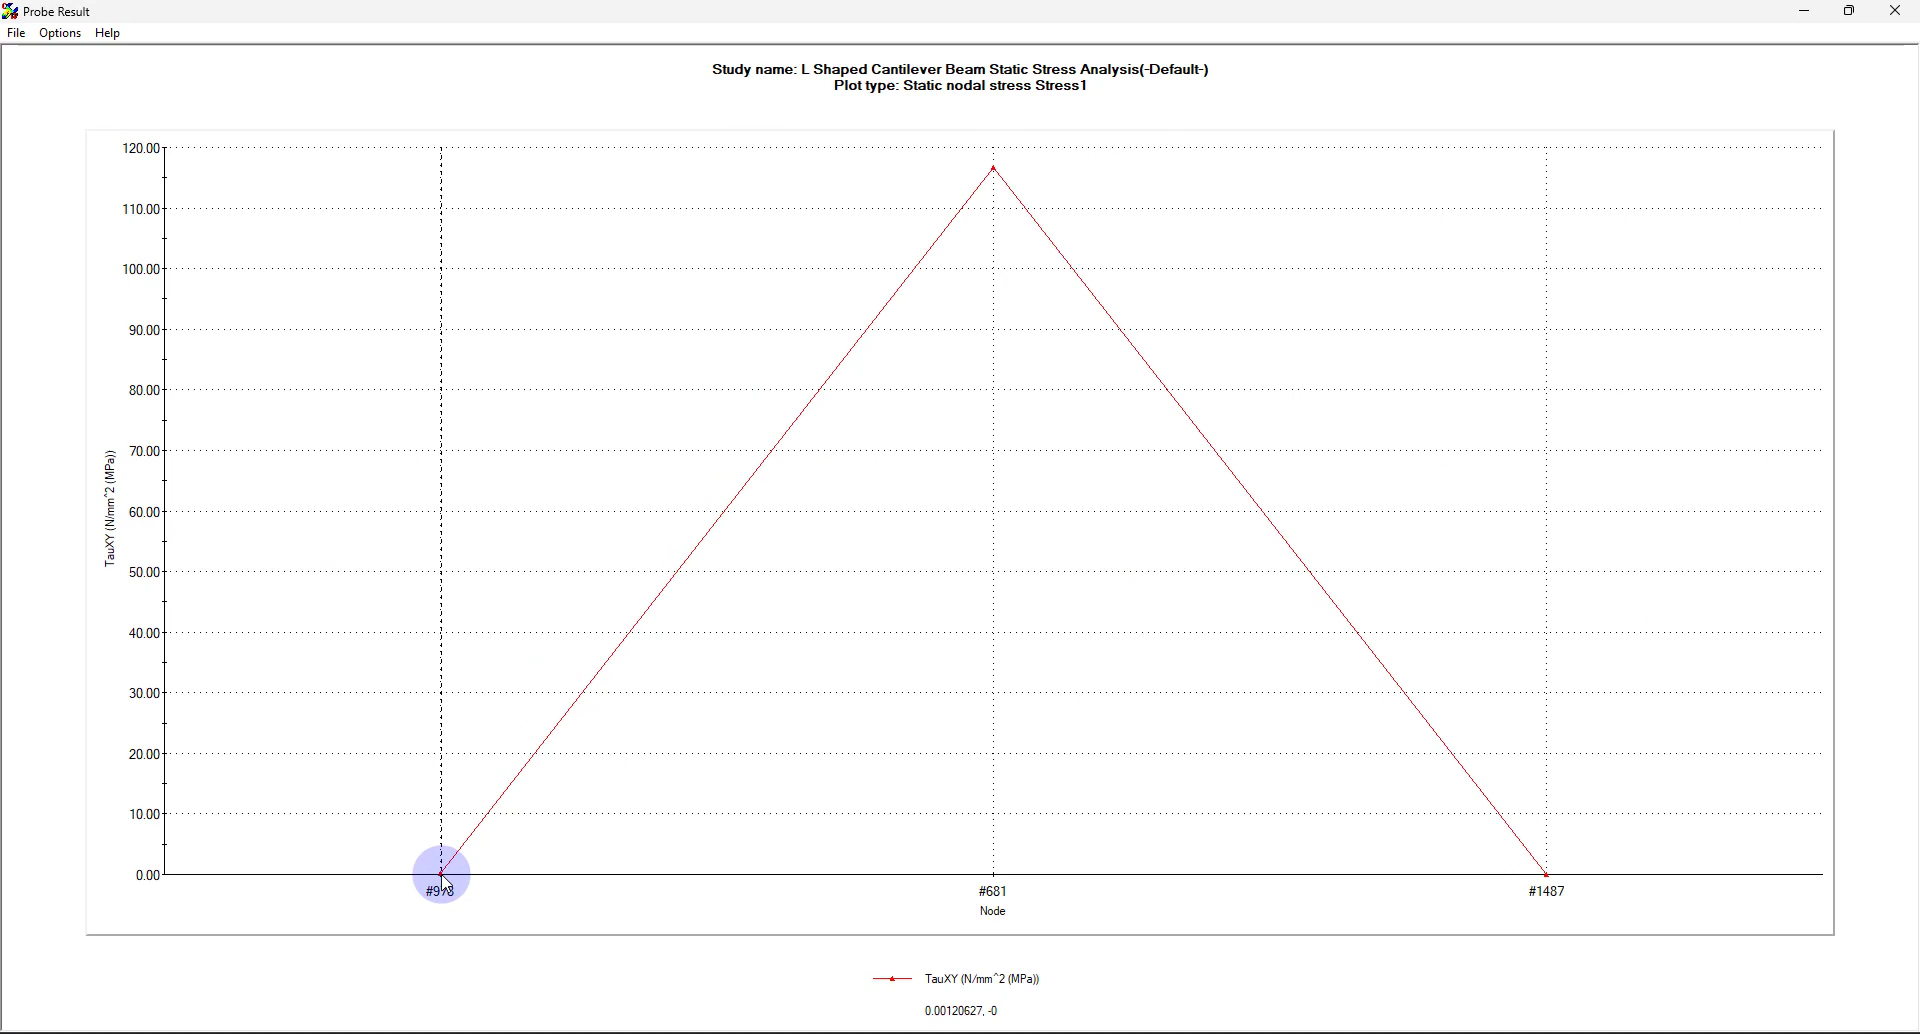 Probe Result
File Options Help
Study name: L Shaped Cantilever Beam Static Stress Analysis(-Default-)
Plot type: Static nodal stress Stress1
120.00
110.00
100.00
90.00
80.00
70.00
60.00
50.00
40.00
30.00
20.00
10.00
0.00
TauXY (N/mm^2 (MPa))
#681
#1487
Node
TauXY (N/mm^2 (MPa))
0.00120627, -0